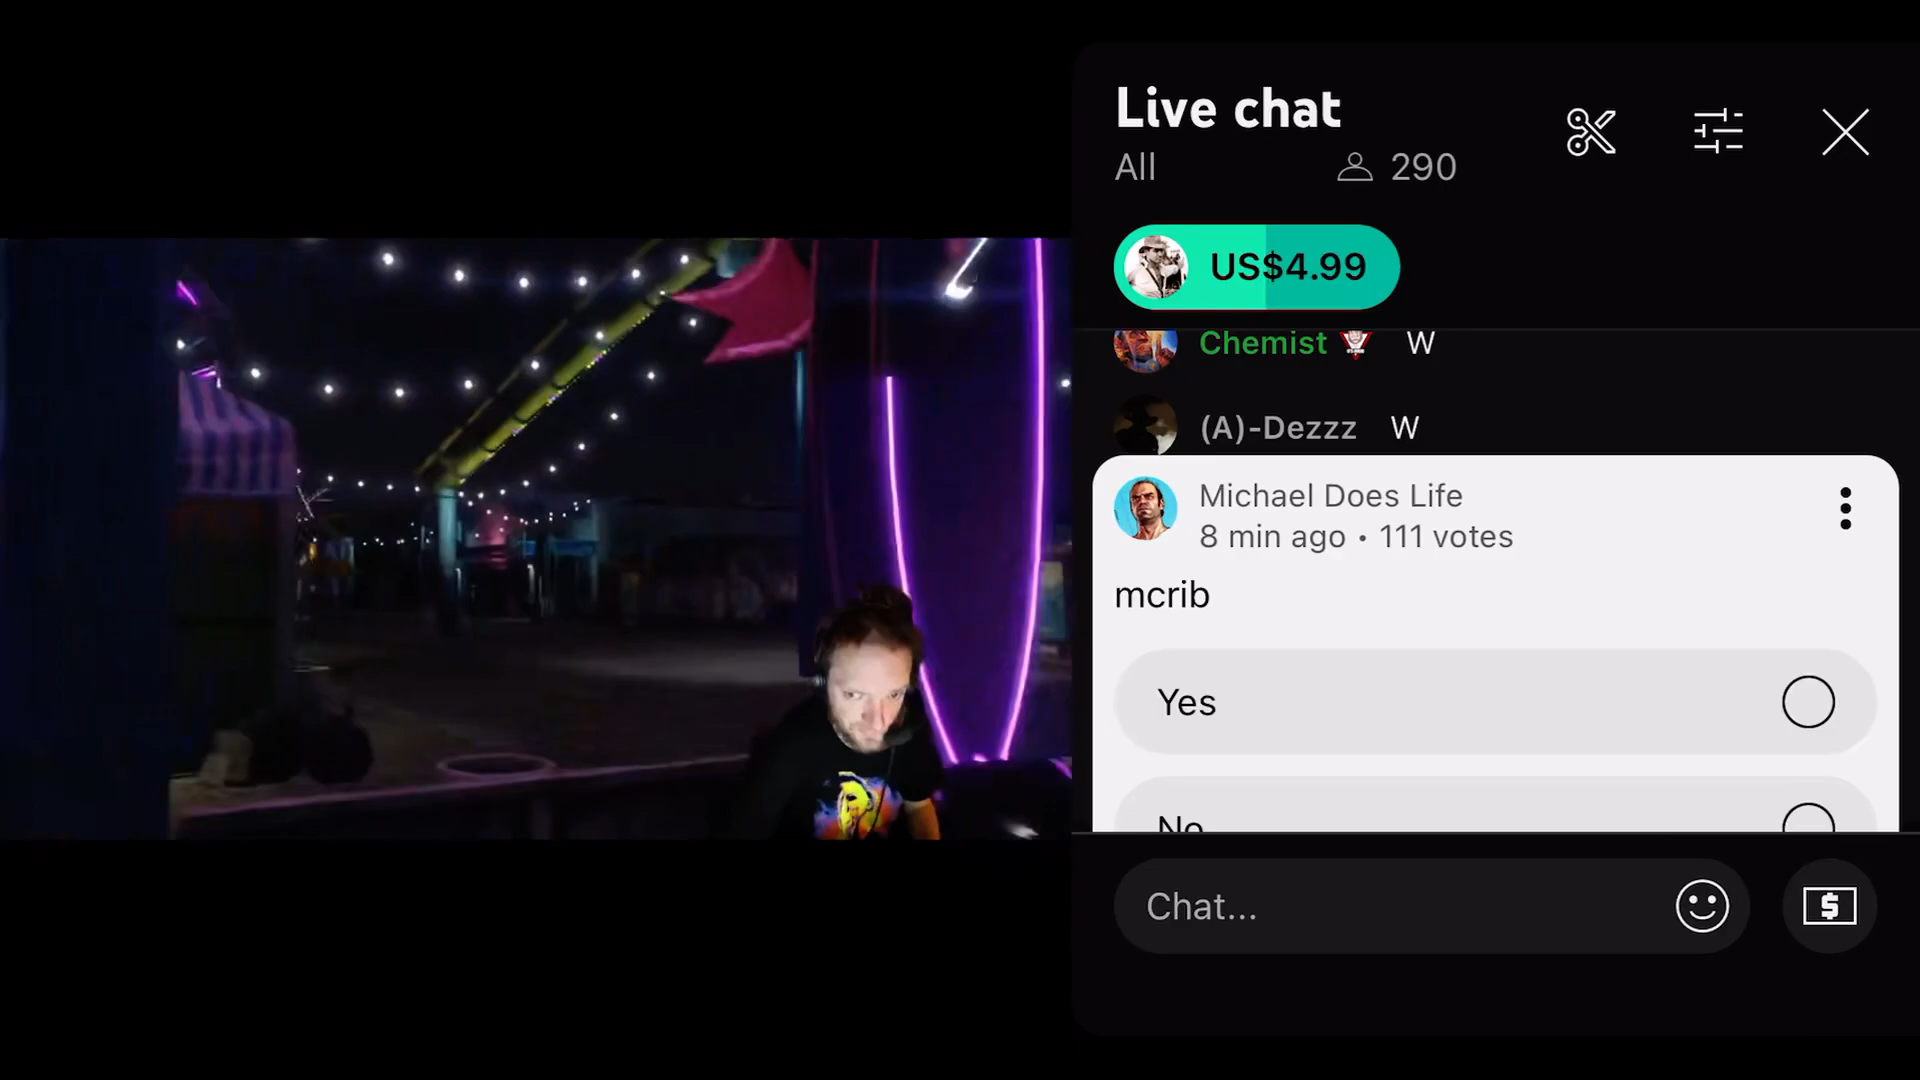 Live chat
All 290
US$4.99
Chemist W
(A)-Dezzz W
Michael Does Life
8 min ago • 111 votes
mcrib
Yes
No
Chat...